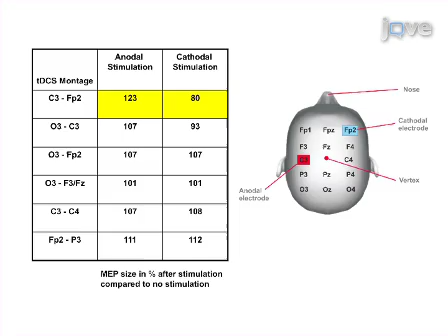 jove
Anodal Stimulation
Cathodal Stimulation
tDCS Montage
C3 - Fp2 123 80
O3 - C3 107 93
O3 - Fp2 107 107
O3 - F3/Fz 101 101
C3 - C4 107 108
Fp2 - P3 111 112
MEP size in % after stimulation
compared to no stimulation
Nose
Fp1 Fpz Fp2
Cathodal
electrode
F3 Fz F4
C3 C4
Anodal
electrode
Vertex
P3 Pz P4
O3 Oz O4